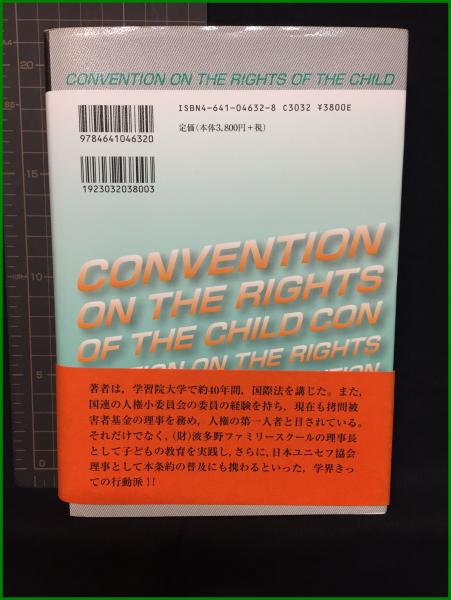 CONVENTION ON THE RIGHTS OF THE CHILD
ISBN4-641-04632-8 C3032 ¥3800E
定価(本体3,800円+税)
9784641046320
1923032038003
CONVENTION
ON THE RIGHTS
OF THE CHILD CON
ON THE RIGHTS
著者は,学習院大学で約40年間,国際法を講じた。また,
国連の人権小委員会の委員の経験を持ち,現在も拷問被
害者基金の理事を務め,人権の第一人者と目されている。
それだけでなく,(財)波多野ファミリースクールの理事長
として子どもの教育を実践し,さらに,日本ユニセフ協会
理事として本条約の普及にも携わるといった,学界きっ
ての行動派!!
20
A4
B5
15
10
5